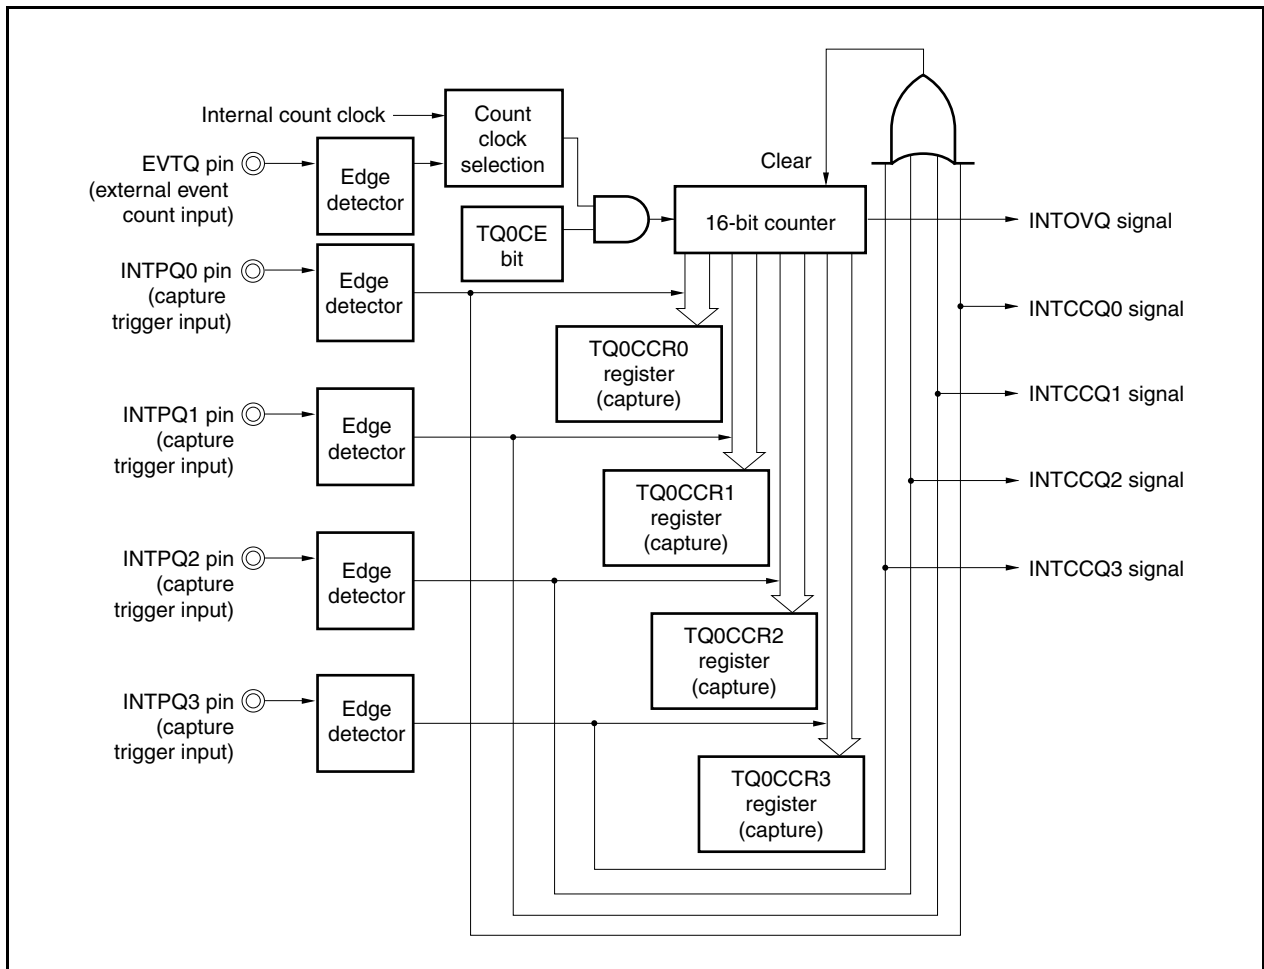 Internal count clock
Count
clock
selection
EVTQ pin
(external event
count input)
Edge
detector
Clear
TQ0CE
bit
16-bit counter
INTOVQ signal
INTPQ0 pin
(capture
trigger input)
Edge
detector
INTCCQ0 signal
TQ0CCR0
register
(capture)
INTCCQ1 signal
INTPQ1 pin
(capture
trigger input)
Edge
detector
TQ0CCR1
register
(capture)
INTCCQ2 signal
INTPQ2 pin
(capture
trigger input)
Edge
detector
INTCCQ3 signal
TQ0CCR2
register
(capture)
INTPQ3 pin
(capture
trigger input)
Edge
detector
TQ0CCR3
register
(capture)